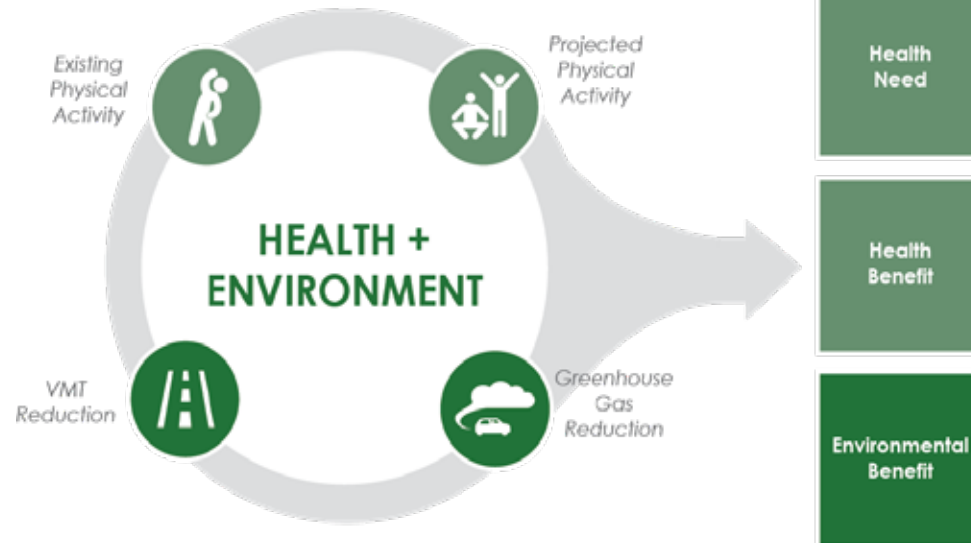 Existing
Physical
Activity
Projected
Physical
Activity
HEALTH +
ENVIRONMENT
VMT
Reduction
Greenhouse
Gas
Reduction
Health
Need
Health
Benefit
Environmental
Benefit